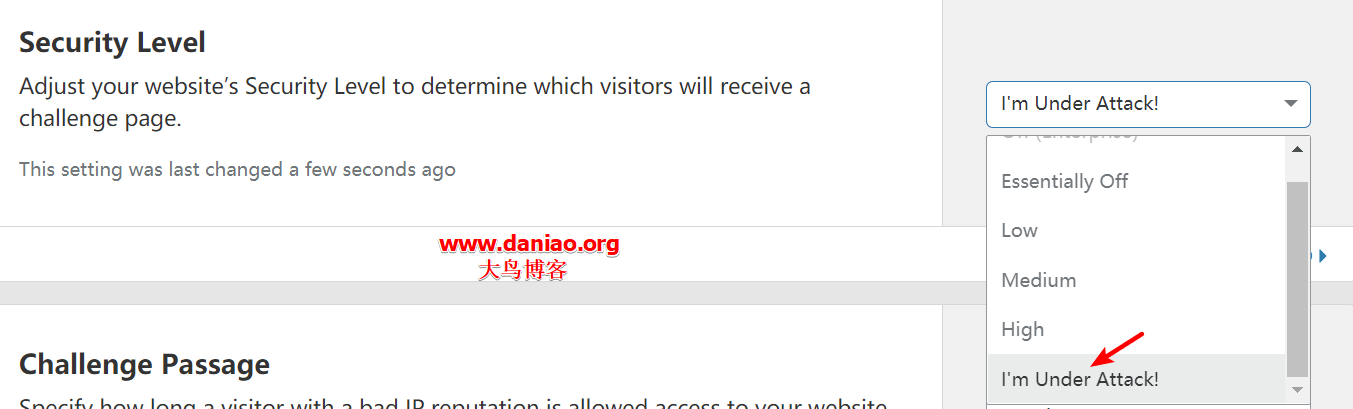 Security Level
Adjust your website’s Security Level to determine which visitors will receive a
challenge page.
This setting was last changed a few seconds ago
I'm Under Attack!
Off (Enterprise)
Essentially Off
Low
Medium
High
I'm Under Attack!
www.daniao.org
大鸟博客
Challenge Passage
Specify how long a visitor with a bad IP reputation is allowed access to your website